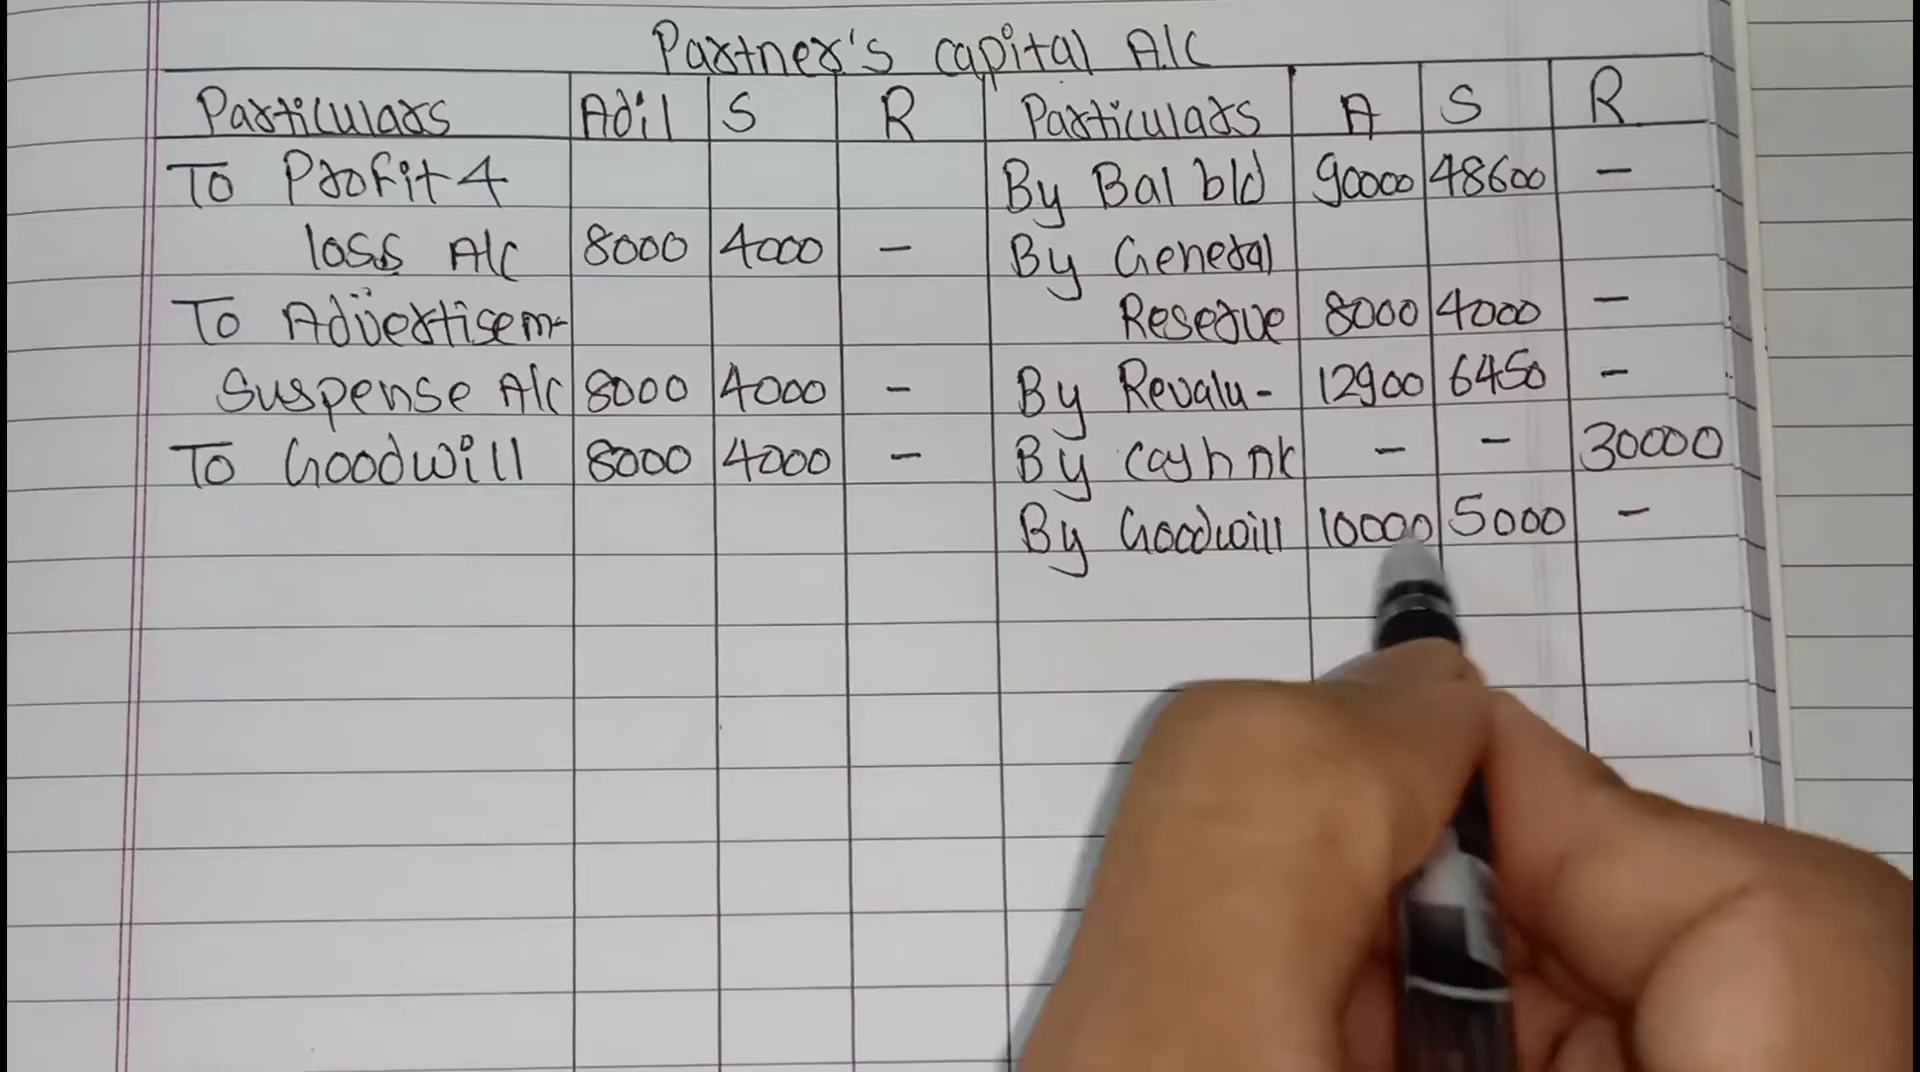 Partner's capital A/c
Particulars Adil S R Particulars A S R
To Profit & By Bal b/d 90000 48600 -
loss A/c 8000 4000 - By General
To Advertism- Reserve 8000 4000 -
Suspense A/c 8000 4000 - By Revalu- 12900 6450 -
To Goodwill 8000 4000 - By Cash - - 30000
By Goodwill 10000 5000 -